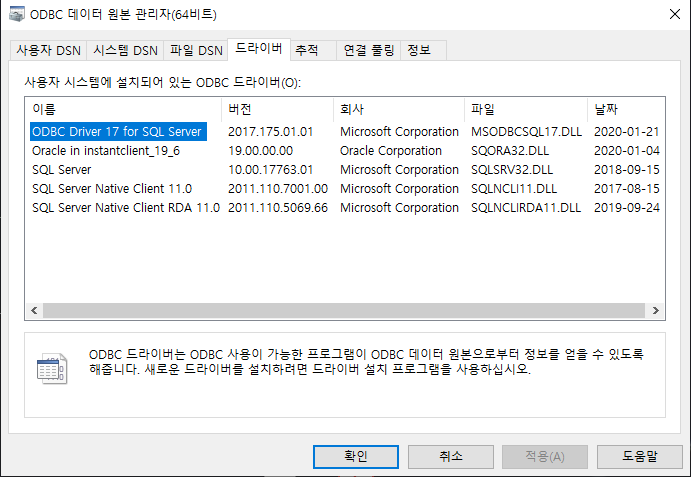 ODBC 데이터 원본 관리자(64비트)
사용자 DSN 시스템 DSN 파일 DSN 드라이버 추적 연결 풀링 정보
사용자 시스템에 설치되어 있는 ODBC 드라이버(O):
이름 버전 회사 파일 날짜
ODBC Driver 17 for SQL Server 2017.175.01.01 Microsoft Corporation MSODBCSQL17.DLL 2020-01-21
Oracle in instantclient_19_6 19.00.00.00 Oracle Corporation SQORA32.DLL 2020-01-04
SQL Server 10.00.17763.01 Microsoft Corporation SQLSRV32.DLL 2018-09-15
SQL Server Native Client 11.0 2011.110.7001.00 Microsoft Corporation SQLNCLI11.DLL 2017-08-15
SQL Server Native Client RDA 11.0 2011.110.5069.66 Microsoft Corporation SQLNCLIRDA11.DLL 2019-09-24
ODBC 드라이버는 ODBC 사용이 가능한 프로그램이 ODBC 데이터 원본으로부터 정보를 얻을 수 있도록
해줍니다. 새로운 드라이버를 설치하려면 드라이버 설치 프로그램을 사용하십시오.
확인 취소 적용(A) 도움말